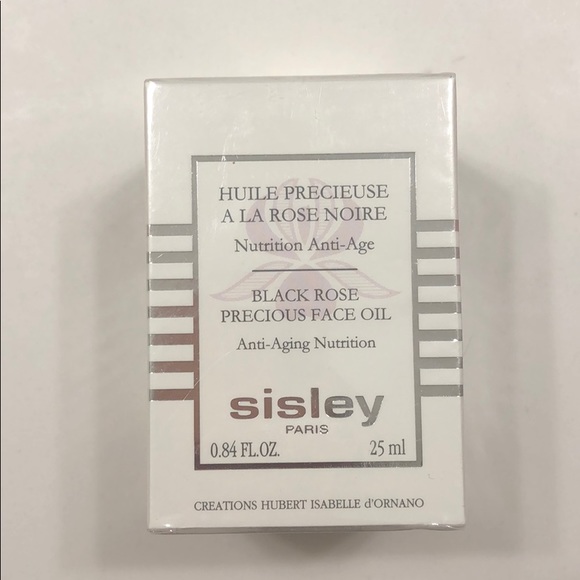 HUILE PRECIEUSE
A LA ROSE NOIRE
Nutrition Anti-Age
BLACK ROSE
PRECIOUS FACE OIL
Anti-Aging Nutrition
sisley
PARIS
0.84 FL.OZ. 25 ml
CREATIONS HUBERT ISABELLE d'ORNANO